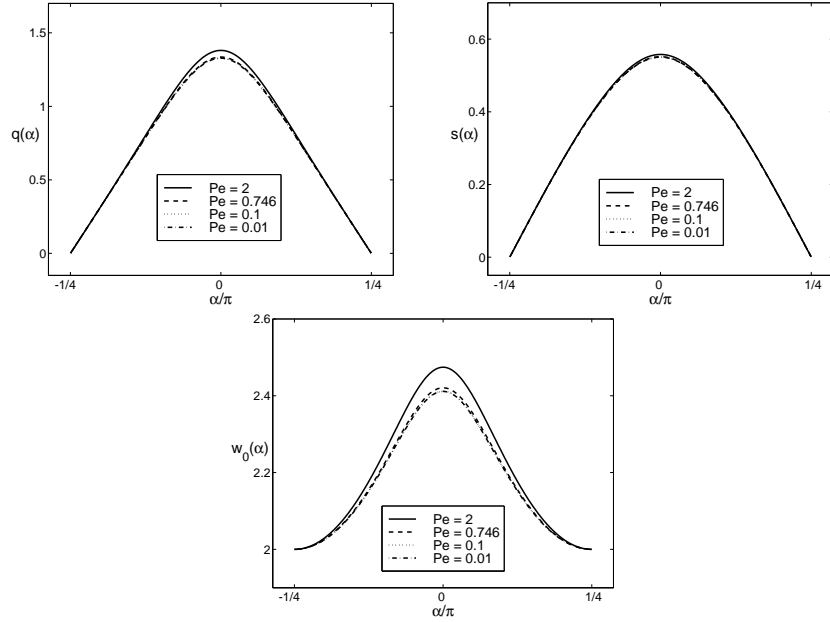 1.5
1
0.5
0
q(α)
Pe = 2
Pe = 0.746
Pe = 0.1
Pe = 0.01
-1/4
0
1/4
α/π
0.6
0.4
0.2
0
s(α)
Pe = 2
Pe = 0.746
Pe = 0.1
Pe = 0.01
-1/4
0
1/4
α/π
2.6
2.4
2.2
2
w0(α)
Pe = 2
Pe = 0.746
Pe = 0.1
Pe = 0.01
-1/4
0
1/4
α/π